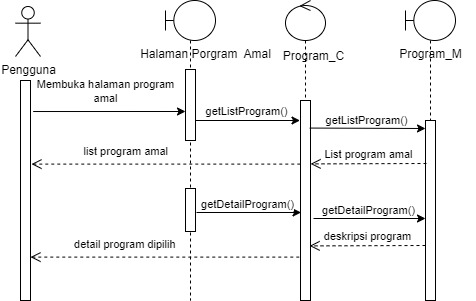 Pengguna
Halaman Porgram Amal
Program_C
Program_M
Membuka halaman program
amal
getListProgram()
getListProgram()
list program amal
List program amal
getDetailProgram()
getDetailProgram()
deskripsi program
detail program dipilih